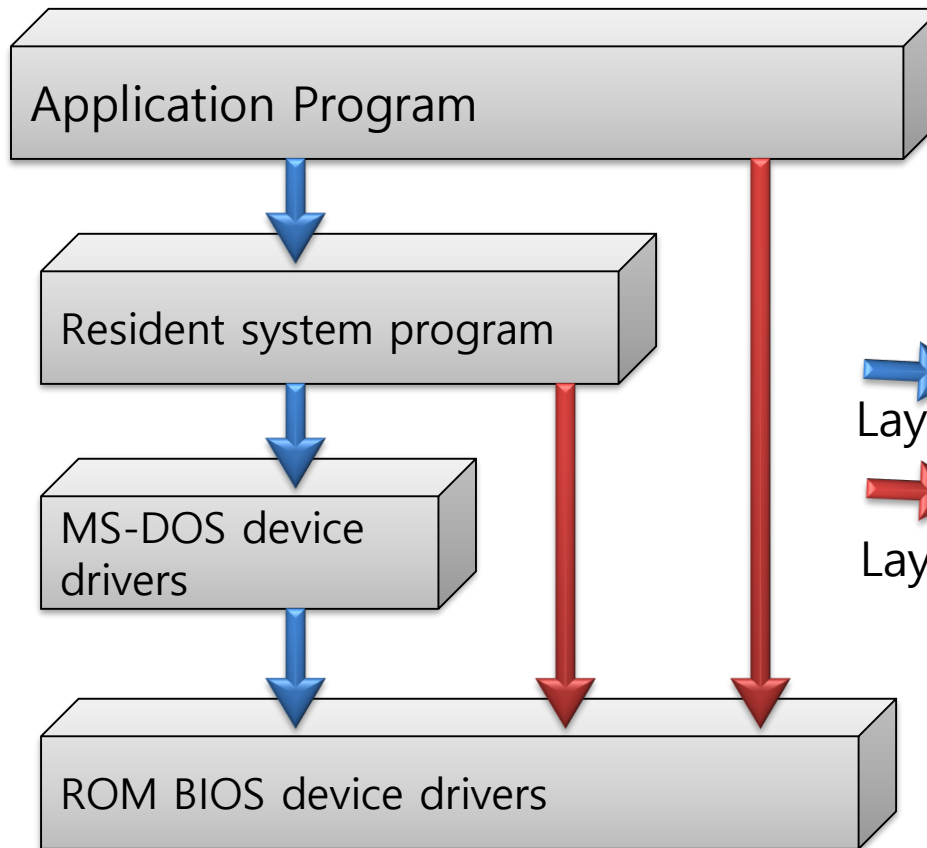 Application Program
Resident system program
MS-DOS device
drivers
ROM BIOS device drivers